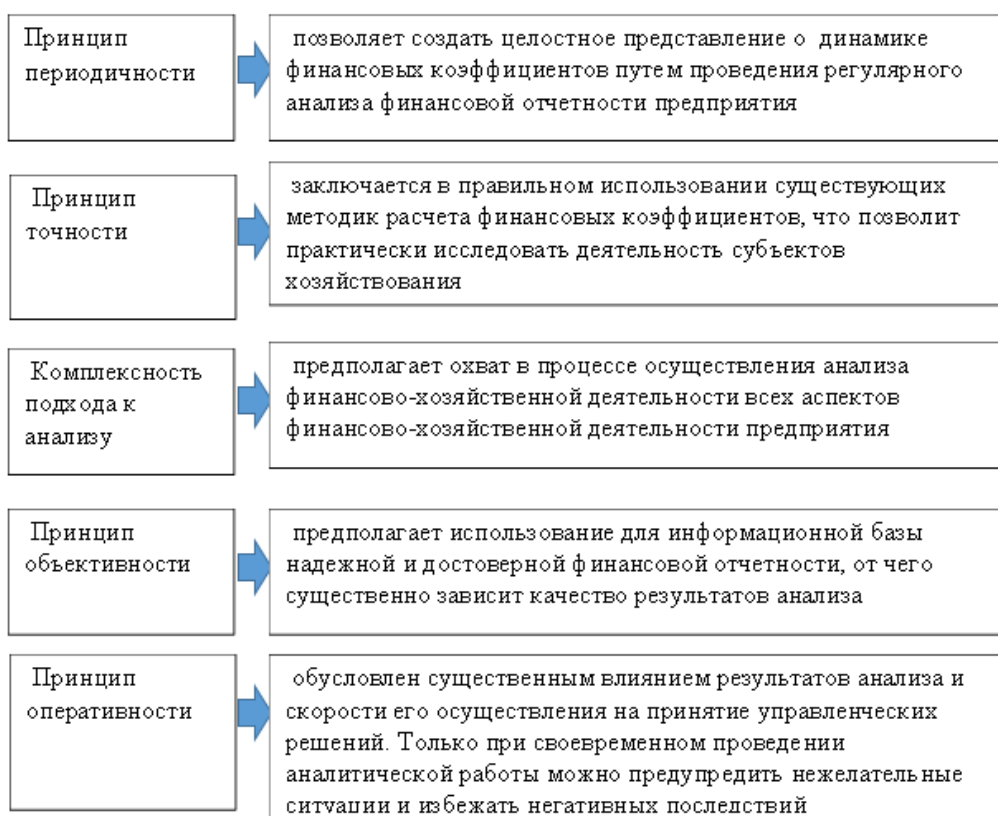 Принцип
периодичности
позволяет создать целостное представление о динамике
финансовых коэффициентов путем проведения регулярного
анализа финансовой отчетности предприятия
Принцип
точности
заключается в правильном использовании существующих
методик расчета финансовых коэффициентов, что позволит
практически исследовать деятельность субъектов
хозяйствования
Комплексность
подхода к
анализу
предполагает охват в процессе осуществления анализа
финансово-хозяйственной деятельности всех аспектов
финансово-хозяйственной деятельности предприятия
Принцип
объективности
предполагает использование для информационной базы
надежной и достоверной финансовой отчетности, от чего
существенно зависит качество результатов анализа
Принцип
оперативности
обусловлен существенным влиянием результатов анализа и
скорости его осуществления на принятие управленческих
решений. Только при своевременном проведении
аналитической работы можно предупредить нежелательные
ситуации и избежать негативных последствий